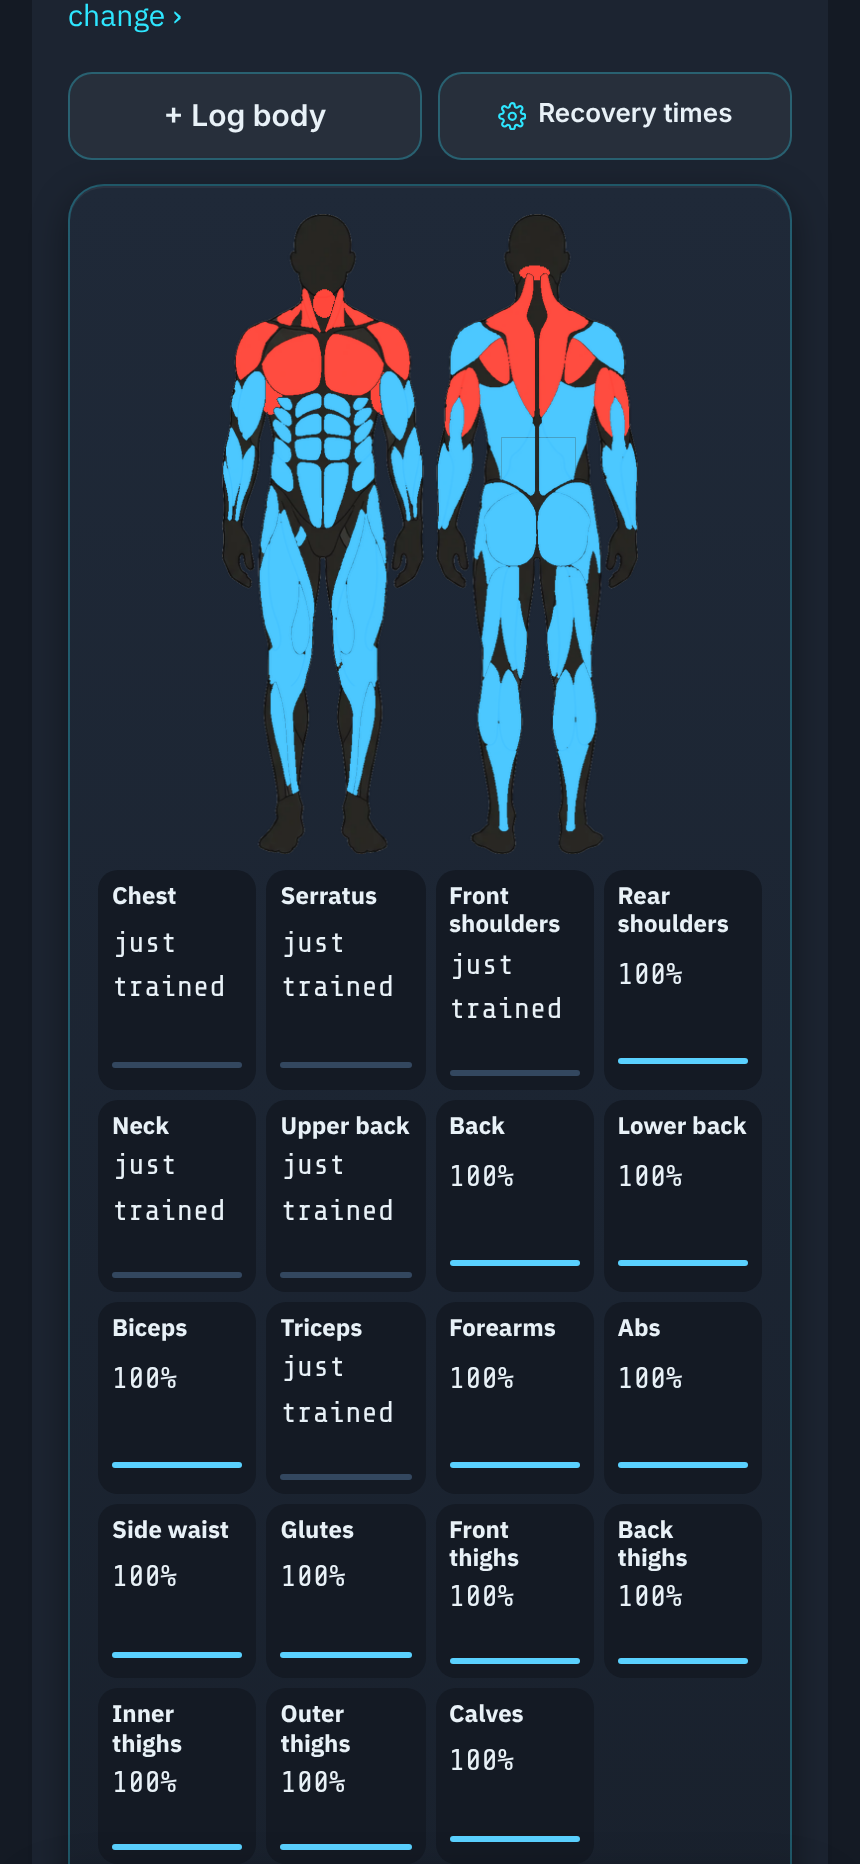 change ›
+ Log body
Recovery times
Chest
just
trained
Serratus
just
trained
Front
shoulders
just
trained
Rear
shoulders
100%
Neck
just
trained
Upper back
just
trained
Back
100%
Lower back
100%
Biceps
100%
Triceps
just
trained
Forearms
100%
Abs
100%
Side waist
100%
Glutes
100%
Front
thighs
100%
Back
thighs
100%
Inner
thighs
100%
Outer
thighs
100%
Calves
100%